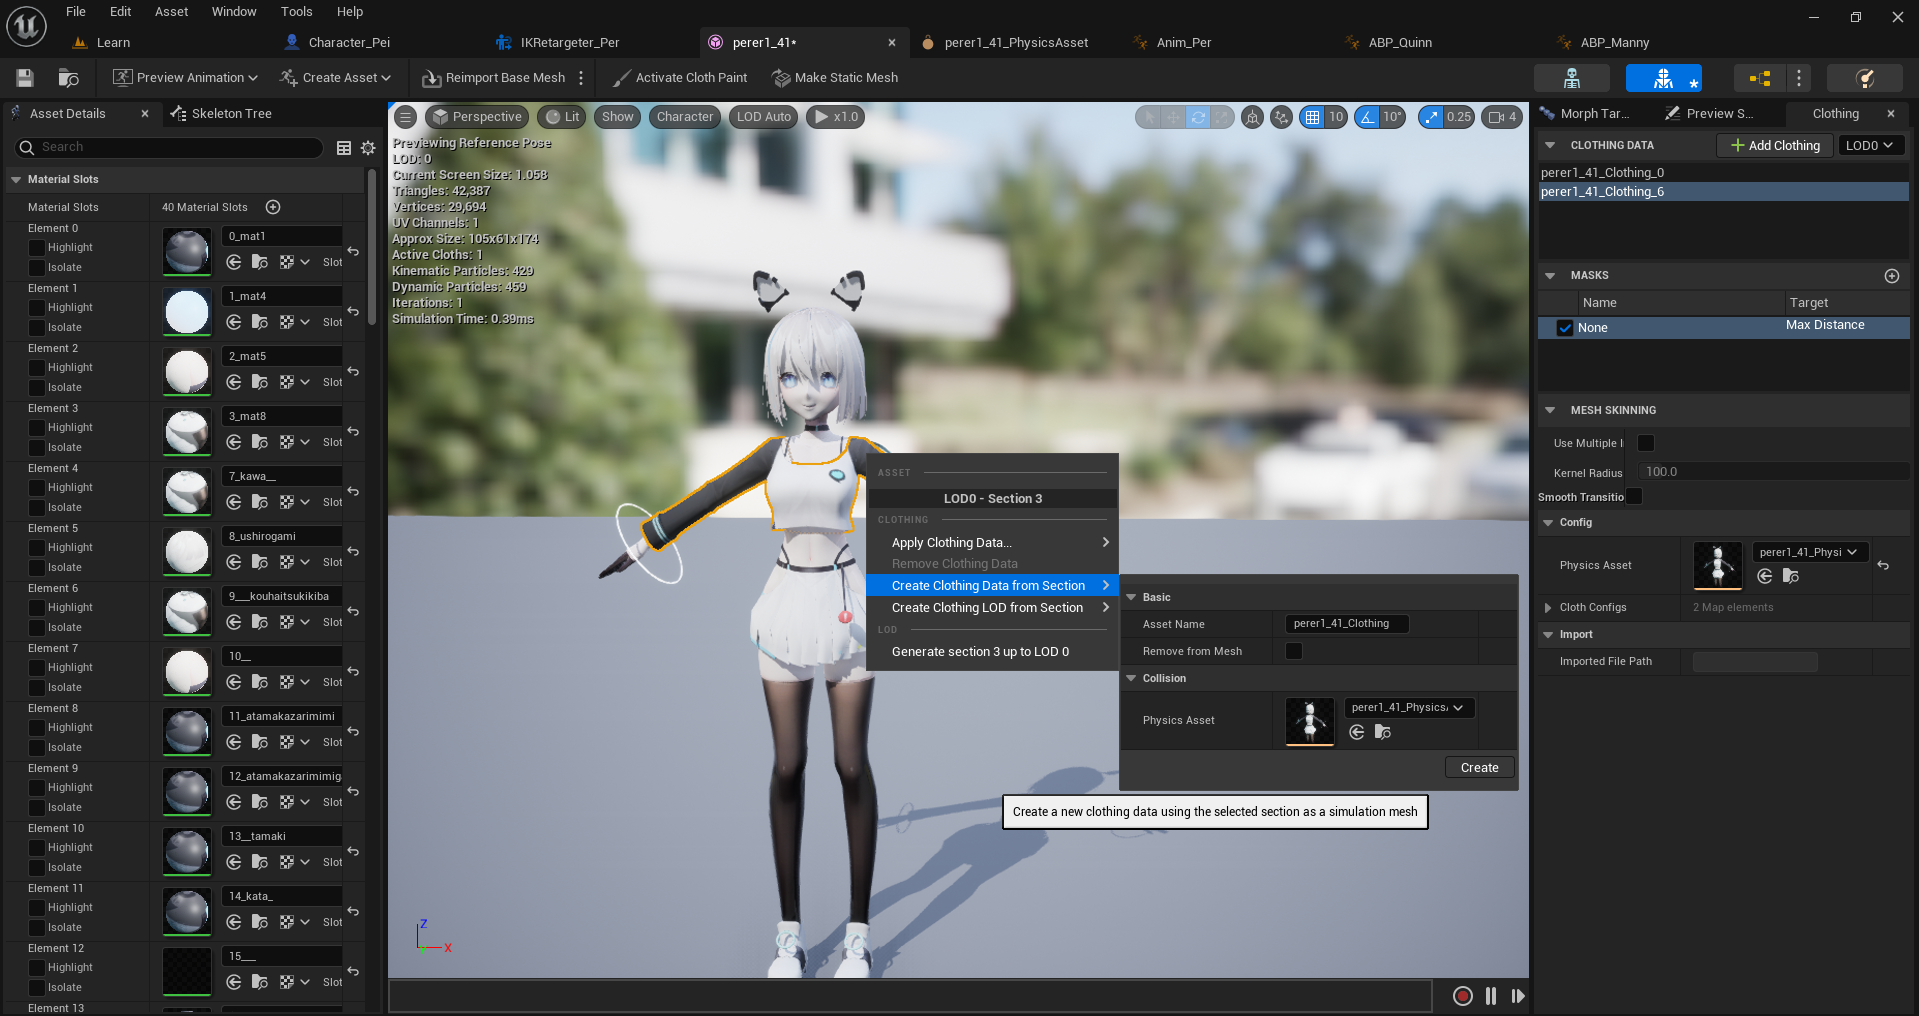 File Edit Asset Window Tools Help
Learn
Character_Pei
IKRetargeter_Per
perer1_41*
perer1_41_PhysicsAsset
Anim_Per
ABP_Quinn
ABP_Manny
Preview Animation
Create Asset
Reimport Base Mesh
Activate Cloth Paint
Make Static Mesh
Asset Details
Skeleton Tree
Search
Material Slots
Material Slots 40 Material Slots
Element 0
Highlight
Isolate
0_mat1
Slot
Element 1
Highlight
Isolate
1_mat4
Slot
Element 2
Highlight
Isolate
2_mat5
Slot
Element 3
Highlight
Isolate
3_mat8
Slot
Element 4
Highlight
Isolate
7_kawa__
Slot
Element 5
Highlight
Isolate
8_ushirogami
Slot
Element 6
Highlight
Isolate
9___kouhaitsukikiba
Slot
Element 7
Highlight
Isolate
10__
Slot
Element 8
Highlight
Isolate
11_atamakazarimimi
Slot
Element 9
Highlight
Isolate
12_atamakazarimimig
Slot
Element 10
Highlight
Isolate
13__tamaki
Slot
Element 11
Highlight
Isolate
14_kata_
Slot
Element 12
Highlight
Isolate
15___
Slot
Element 13
Perspective Lit Show Character LOD Auto x1.0
10 10° 0.25 4
Previewing Reference Pose
LOD: 0
Current Screen Size: 1.058
Triangles: 42,387
Vertices: 29,694
UV Channels: 1
Approx Size: 105x61x174
Active Cloths: 1
Kinematic Particles: 429
Dynamic Particles: 459
Iterations: 1
Simulation Time: 0.39ms
ASSET
LOD0 - Section 3
CLOTHING
Apply Clothing Data...
Remove Clothing Data
Create Clothing Data from Section
Create Clothing LOD from Section
LOD
Generate section 3 up to LOD 0
Basic
Asset Name perer1_41_Clothing
Remove from Mesh
Collision
Physics Asset perer1_41_Physics
Create
Create a new clothing data using the selected section as a simulation mesh
Z
X
Morph Tar...
Preview S...
Clothing
CLOTHING DATA
Add Clothing
LOD0
perer1_41_Clothing_0
perer1_41_Clothing_6
MASKS
Name Target
None Max Distance
MESH SKINNING
Use Multiple I
Kernel Radius 100.0
Smooth Transitio
Config
Physics Asset perer1_41_Physi
Cloth Configs 2 Map elements
Import
Imported File Path